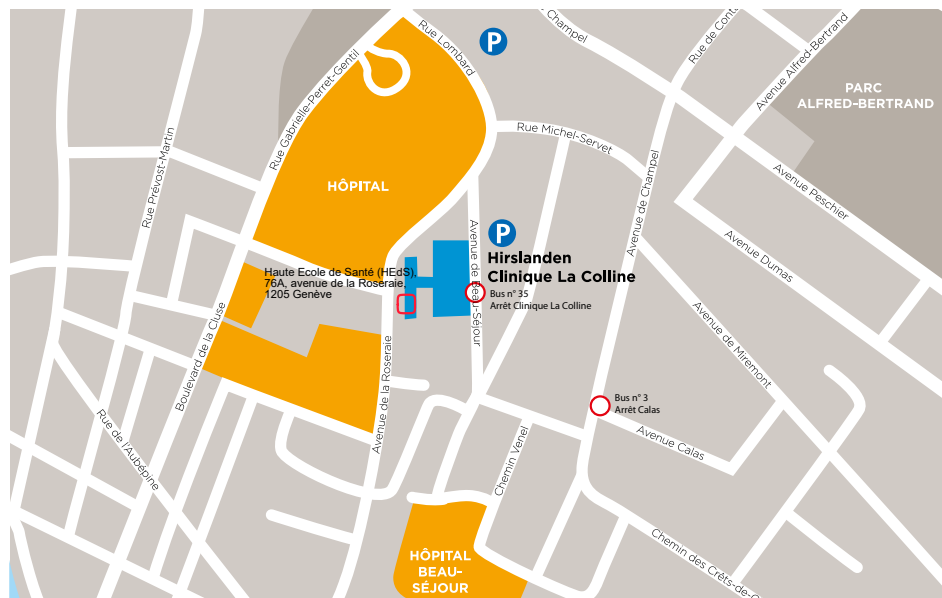 Champel
Rue de Cont
Avenue Alfred-Bertrand
P
Rue Lombard
Rue Gabrielle-Perret-Gentil
PARC
ALFRED-BERTRAND
Rue Michel-Servet
Rue Prévost-Martin
HÔPITAL
Avenue de Champel
Avenue Peschier
Avenue de Beau-Séjour
P
Hirslanden
Clinique La Colline
Avenue Dumas
Haute Ecole de Santé (HEdS),
76A, avenue de la Roseraie,
1205 Genève
Bus n° 35
Arrêt Clinique La Colline
Boulevard de la Cluse
Avenue de la Roseraie
Avenue de Miremont
Bus n° 3
Arrêt Calas
Rue de l'Aubépine
Chemin Venel
Avenue Calas
Chemin des Crêts-de-C
HÔPITAL
BEAU-
SÉJOUR